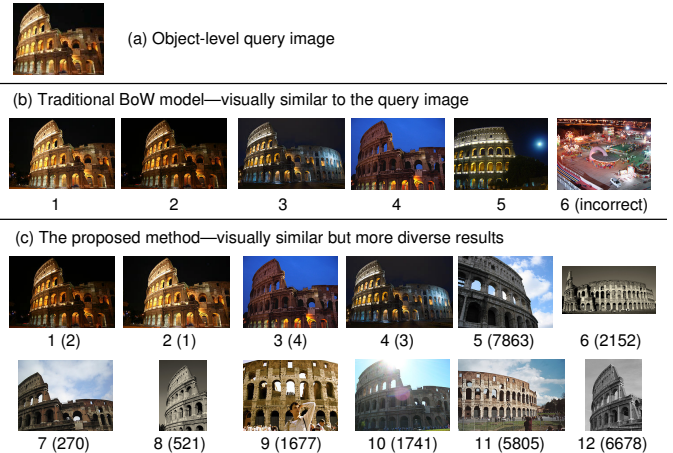 (a) Object-level query image
(b) Traditional BoW model—visually similar to the query image
1 2 3 4 5 6 (incorrect)
(c) The proposed method—visually similar but more diverse results
1 (2) 2 (1) 3 (4) 4 (3) 5 (7863) 6 (2152)
7 (270) 8 (521) 9 (1677) 10 (1741) 11 (5805) 12 (6678)